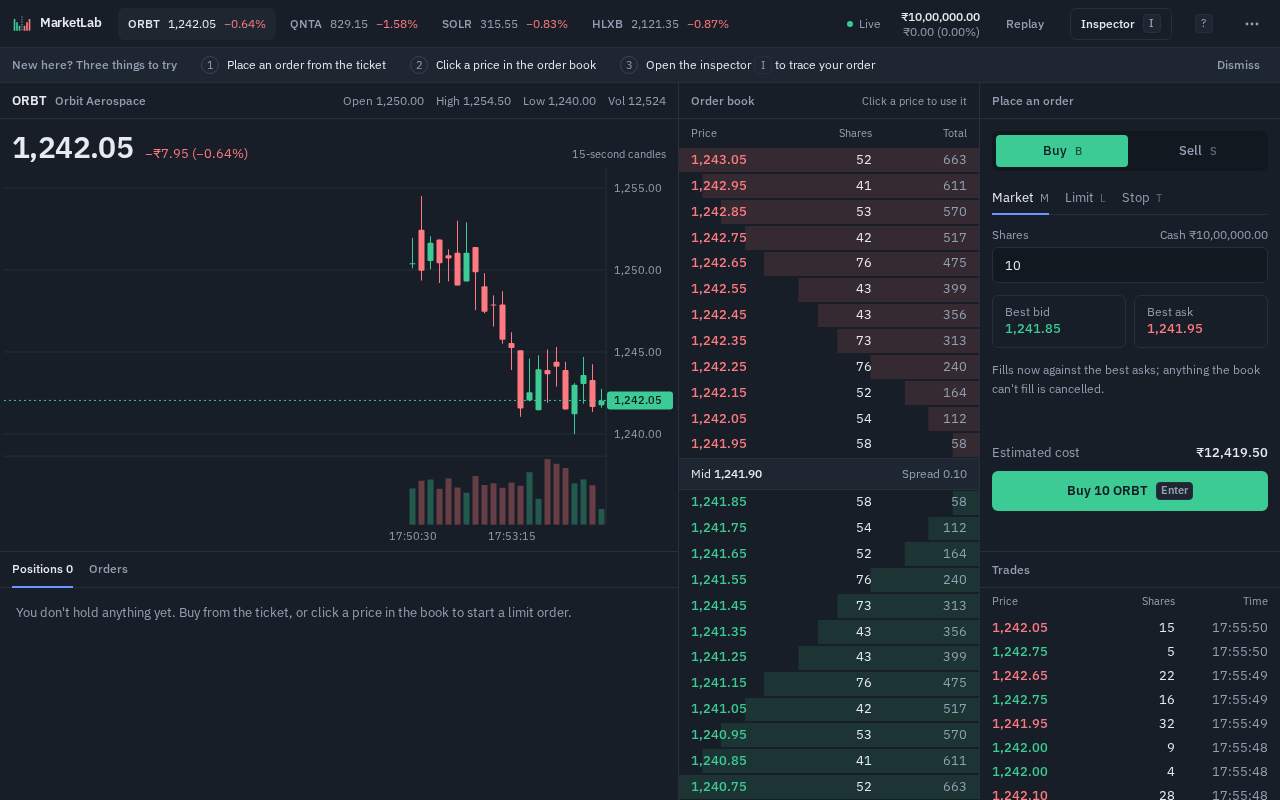 MarketLab ORBT 1,242.05 −0.64% QNTA 829.15 −1.58% SOLR 315.55 −0.83% HLXB 2,121.35 −0.87% Live ₹10,00,000.00 Replay Inspector I ?
₹0.00 (0.00%)
New here? Three things to try 1 Place an order from the ticket 2 Click a price in the order book 3 Open the inspector I to trace your order Dismiss
ORBT Orbit Aerospace Open 1,250.00 High 1,254.50 Low 1,240.00 Vol 12,524
1,242.05 −₹7.95 (−0.64%) 15-second candles
1,255.00
1,250.00
1,245.00
1,242.05
1,240.00
17:50:30 17:53:15
Positions 0 Orders
You don't hold anything yet. Buy from the ticket, or click a price in the book to start a limit order.
Order book Click a price to use it
Price Shares Total
1,243.05 52 663
1,242.95 41 611
1,242.85 53 570
1,242.75 42 517
1,242.65 76 475
1,242.55 43 399
1,242.45 43 356
1,242.35 73 313
1,242.25 76 240
1,242.15 52 164
1,242.05 54 112
1,241.95 58 58
Mid 1,241.90 Spread 0.10
1,241.85 58 58
1,241.75 54 112
1,241.65 52 164
1,241.55 76 240
1,241.45 73 313
1,241.35 43 356
1,241.25 43 399
1,241.15 76 475
1,241.05 42 517
1,240.95 53 570
1,240.85 41 611
1,240.75 52 663
Place an order
Buy B Sell S
Market M Limit L Stop T
Shares Cash ₹10,00,000.00
10
Best bid Best ask
1,241.85 1,241.95
Fills now against the best asks; anything the book
can't fill is cancelled.
Estimated cost ₹12,419.50
Buy 10 ORBT Enter
Trades
Price Shares Time
1,242.05 15 17:55:50
1,242.75 5 17:55:50
1,242.65 22 17:55:49
1,242.75 16 17:55:49
1,241.95 32 17:55:49
1,242.00 9 17:55:48
1,242.00 4 17:55:48
1,242.10 28 17:55:48